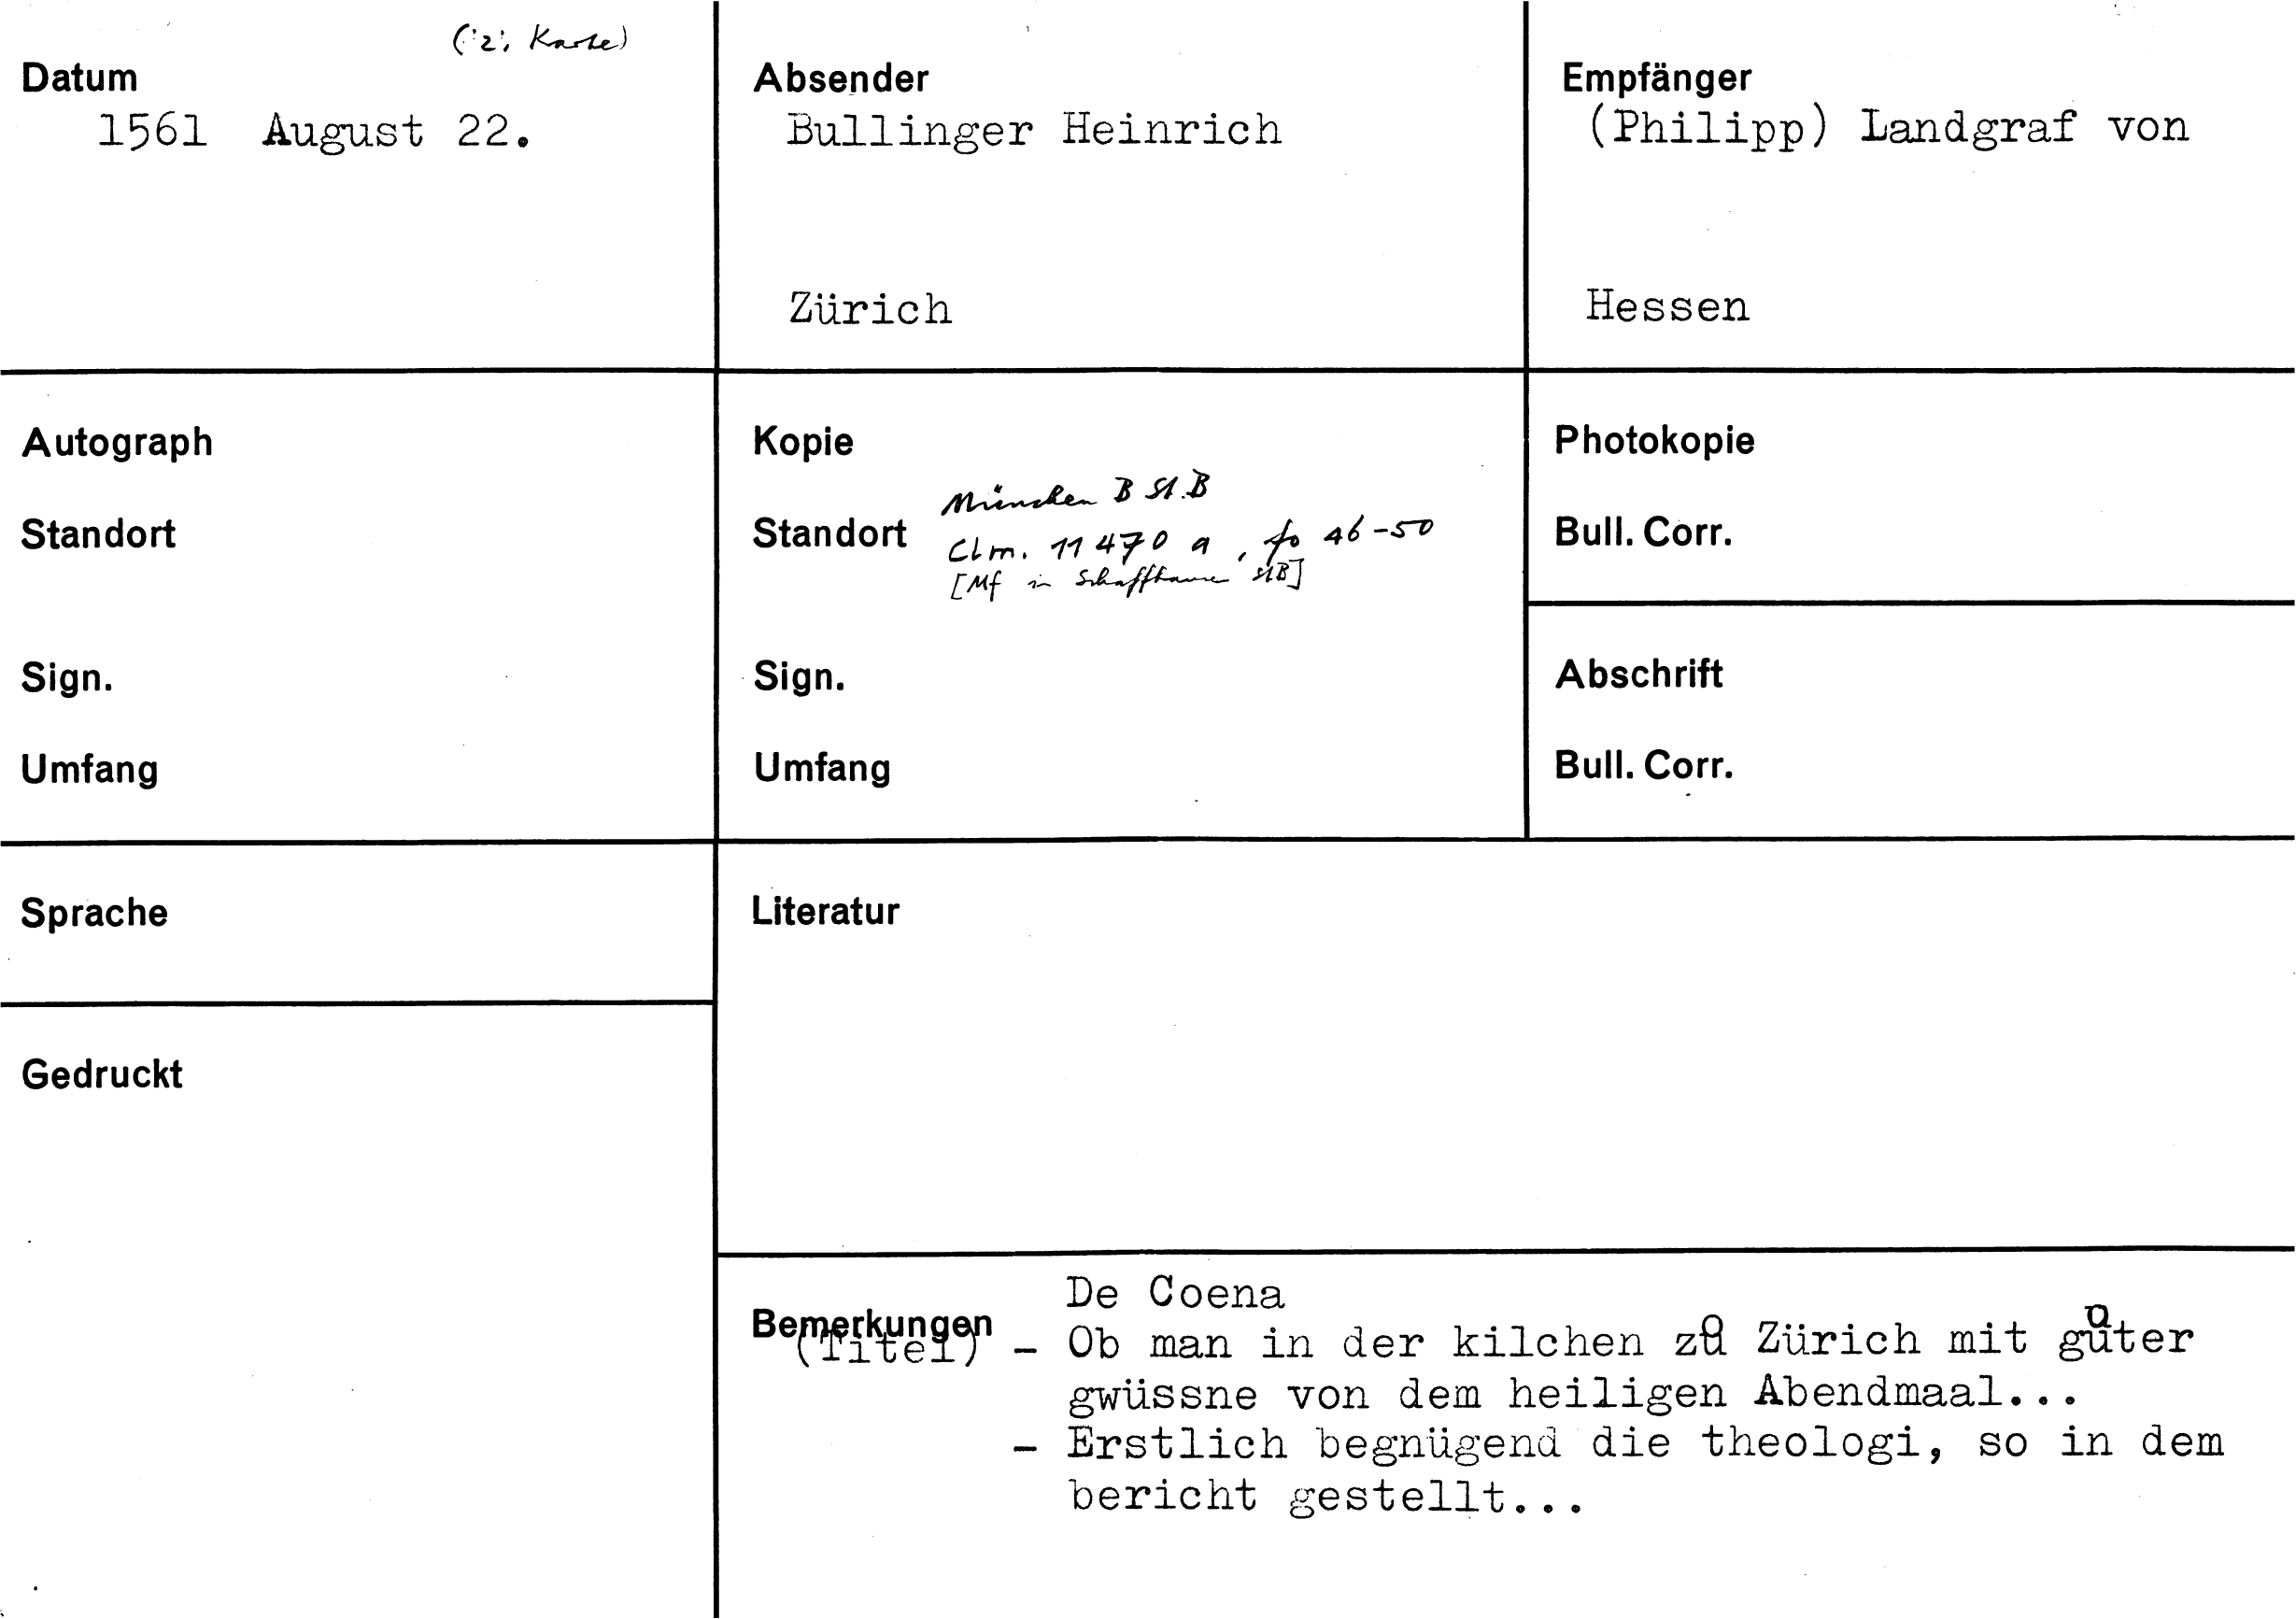 (2. Karte)
Datum
1561 August 22.
Absender
Bullinger Heinrich
Zürich
Empfänger
(Philipp) Landgraf von
Hessen
Autograph
Standort
Sign.
Umfang
Kopie
München B St.B
Standort Clm. 11470 a, fo 46-50
[Mf in Schaffhausen StB]
Sign.
Umfang
Photokopie
Bull. Corr.
Abschrift
Bull. Corr.
Sprache
Literatur
Gedruckt
De Coena
Bemerkungen
(Titel) - Ob man in der kilchen zů Zürich mit gůter
gwüssne von dem heiligen Abendmaal...
- Erstlich begnügend die theologi, so in dem
bericht gestellt...